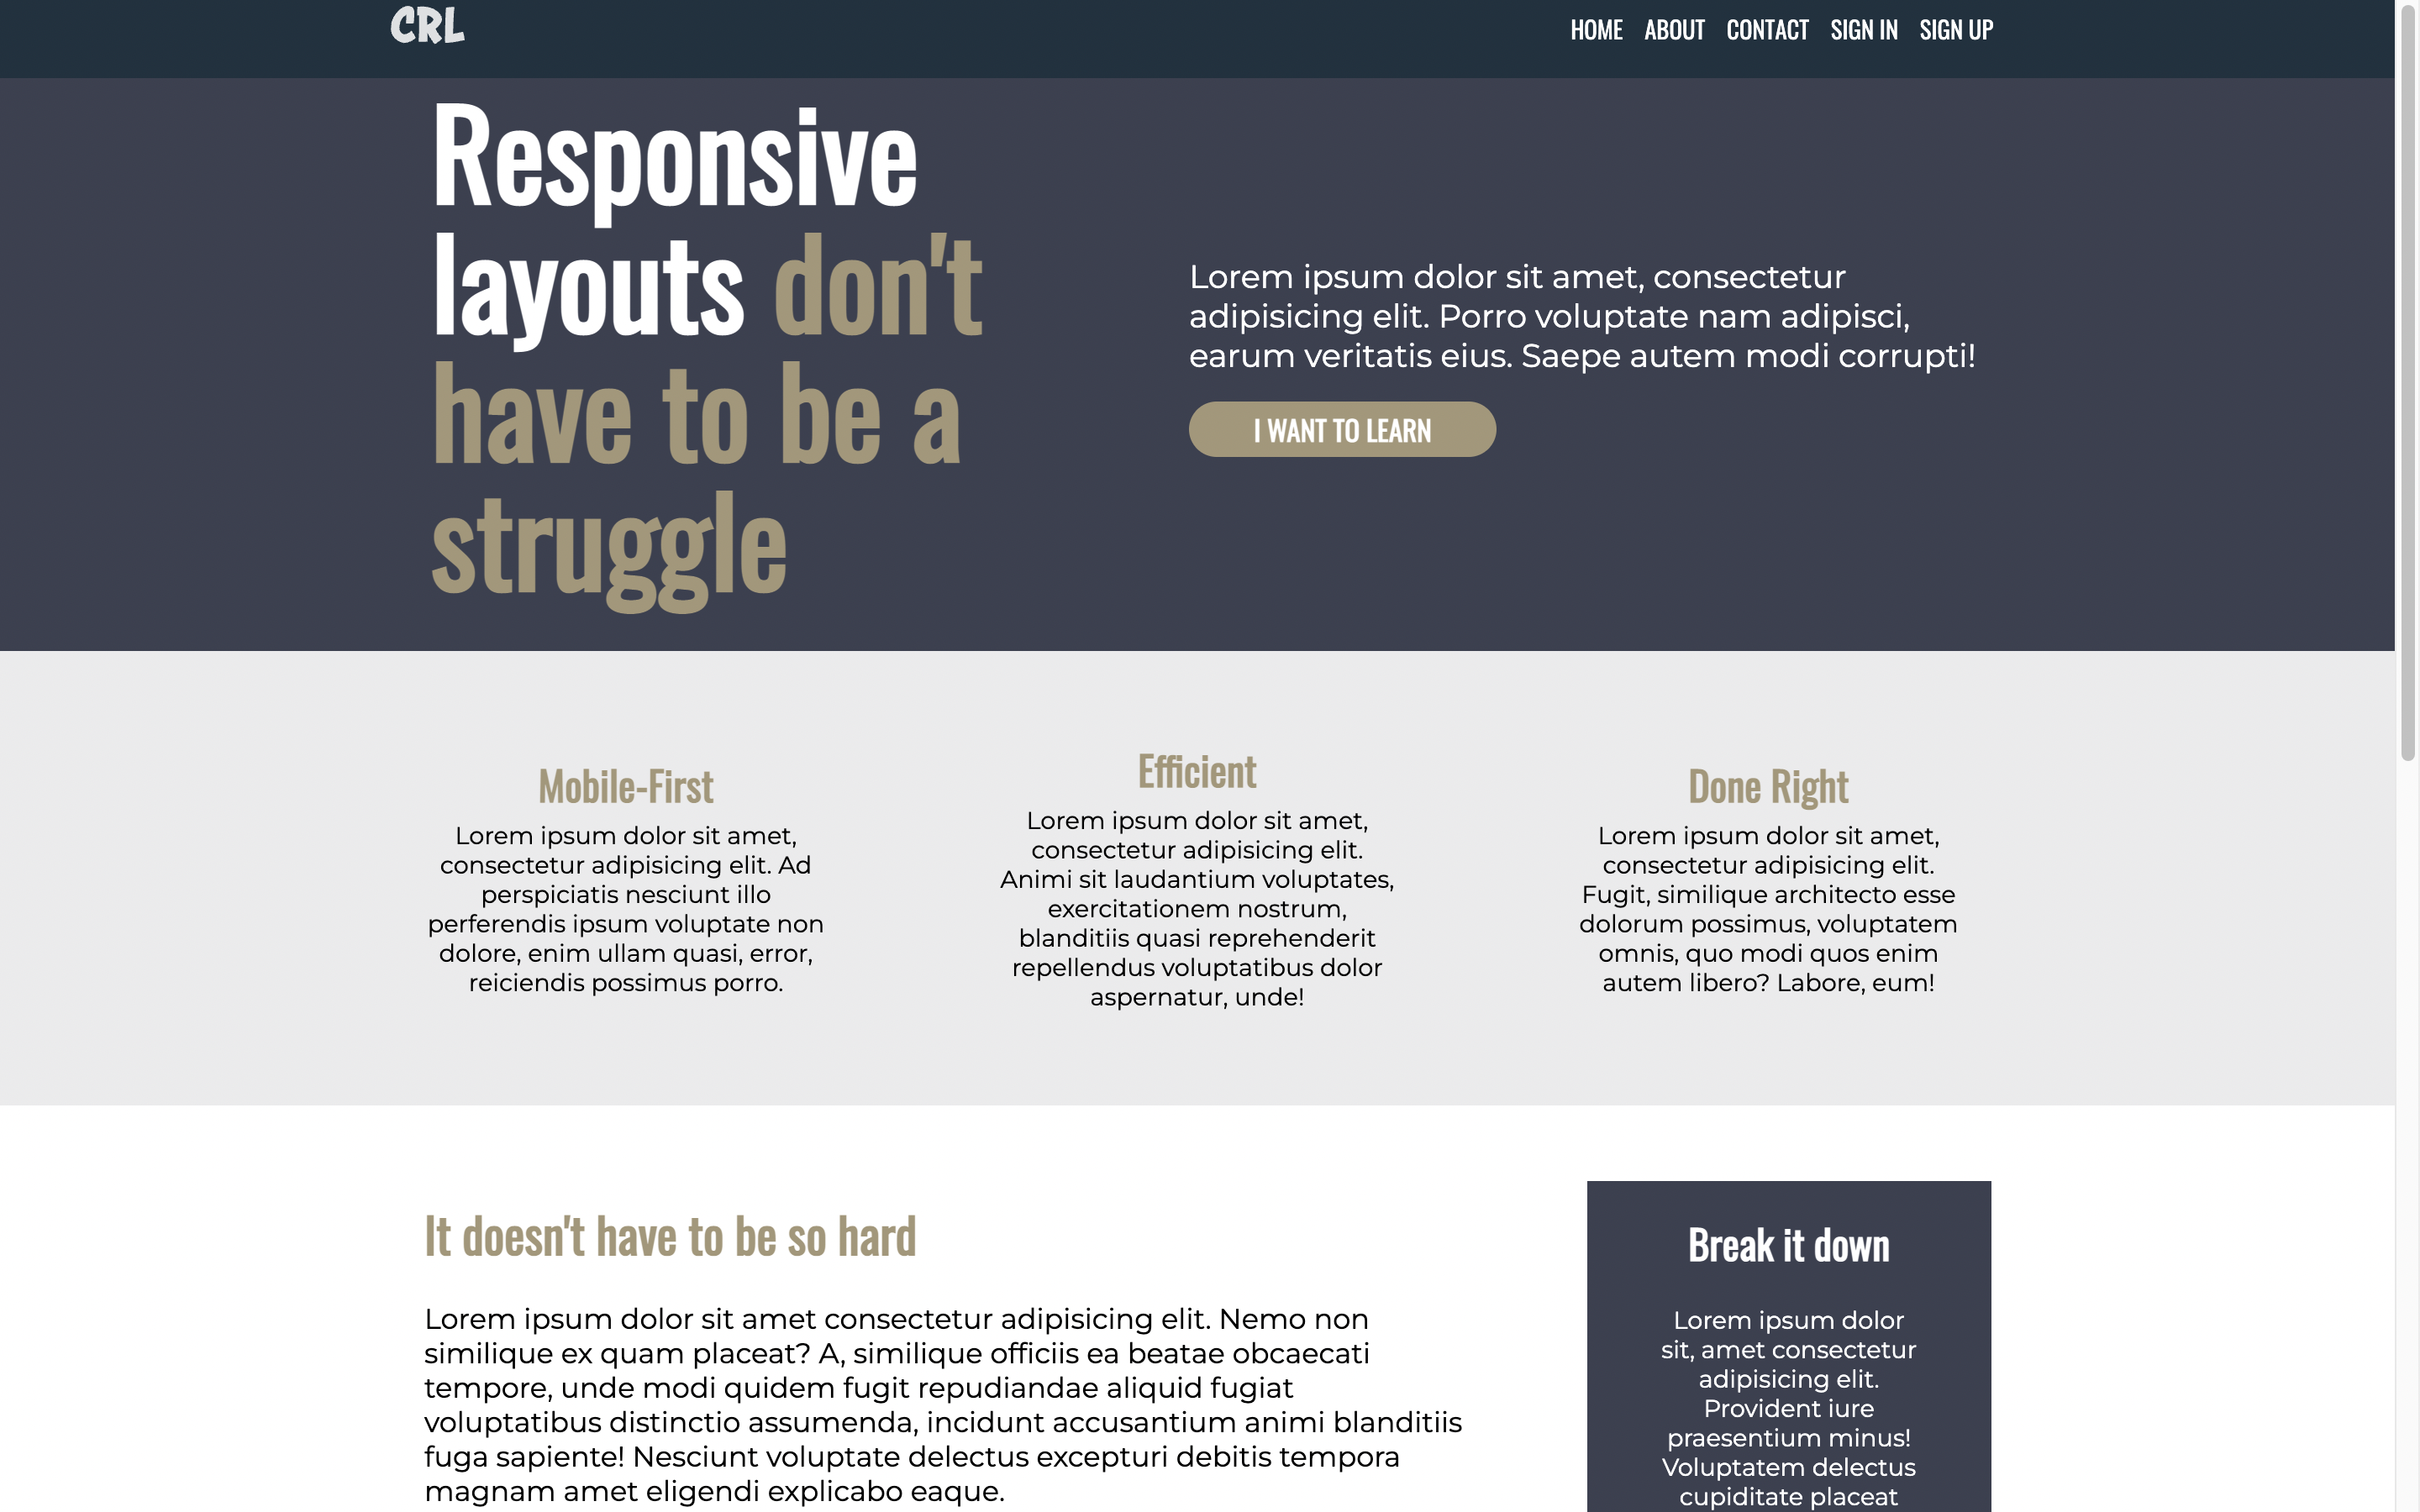 CRL
HOME ABOUT CONTACT SIGN IN SIGN UP
Responsive
layouts don't
have to be a
struggle
Lorem ipsum dolor sit amet, consectetur
adipisicing elit. Porro voluptate nam adipisci,
earum veritatis eius. Saepe autem modi corrupti!
I WANT TO LEARN
Mobile-First
Lorem ipsum dolor sit amet,
consectetur adipisicing elit. Ad
perspiciatis nesciunt illo
perferendis ipsum voluptate non
dolore, enim ullam quasi, error,
reiciendis possimus porro.
Efficient
Lorem ipsum dolor sit amet,
consectetur adipisicing elit.
Animi sit laudantium voluptates,
exercitationem nostrum,
blanditiis quasi reprehenderit
repellendus voluptatibus dolor
aspernatur, unde!
Done Right
Lorem ipsum dolor sit amet,
consectetur adipisicing elit.
Fugit, similique architecto esse
dolorum possimus, voluptatem
omnis, quo modi quos enim
autem libero? Labore, eum!
It doesn't have to be so hard
Lorem ipsum dolor sit amet consectetur adipisicing elit. Nemo non
similique ex quam placeat? A, similique officiis ea beatae obcaecati
tempore, unde modi quidem fugit repudiandae aliquid fugiat
voluptatibus distinctio assumenda, incidunt accusantium animi blanditiis
fuga sapiente! Nesciunt voluptate delectus excepturi debitis tempora
magnam amet eligendi explicabo eaque.
Break it down
Lorem ipsum dolor
sit, amet consectetur
adipisicing elit.
Provident iure
praesentium minus!
Voluptatem delectus
cupiditate placeat